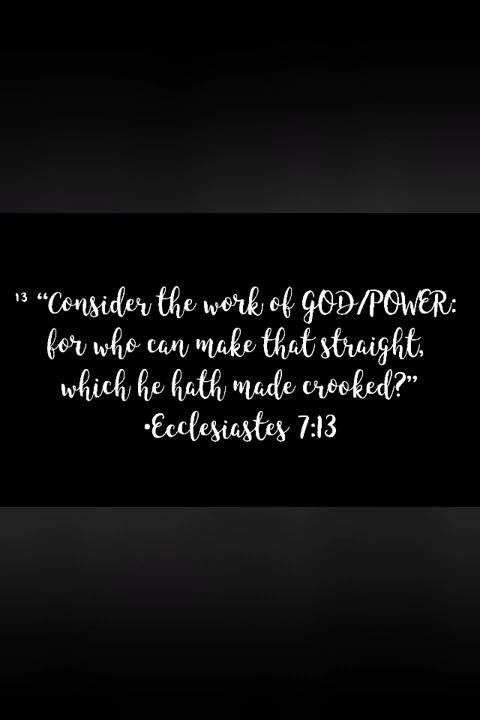 ¹³ “Consider the work of GOD/POWER:
for who can make that straight,
which he hath made crooked?”
•Ecclesiastes 7:13